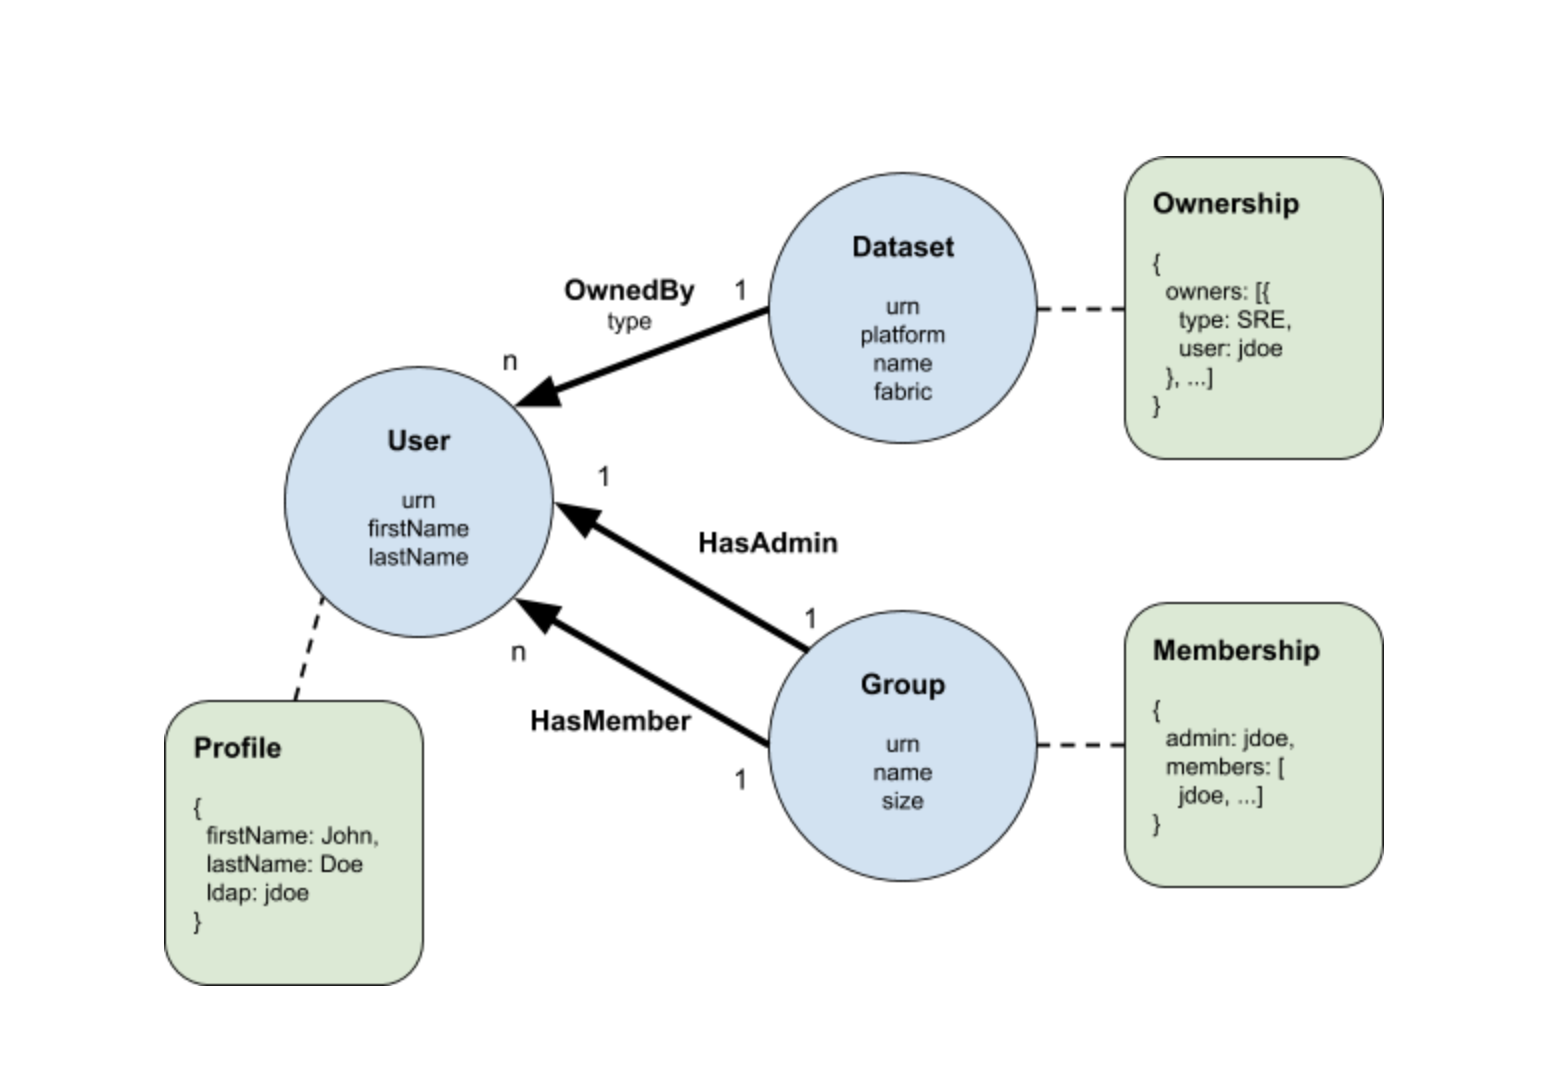 Ownership
{
owners: [{
type: SRE,
user: jdoe
}, ...]
}
Dataset
urn
platform
name
fabric
OwnedBy
type
1
n
User
urn
firstName
lastName
1
HasAdmin
1
n
HasMember
1
Group
urn
name
size
Membership
{
admin: jdoe,
members: [
jdoe, ...]
}
Profile
{
firstName: John,
lastName: Doe
ldap: jdoe
}